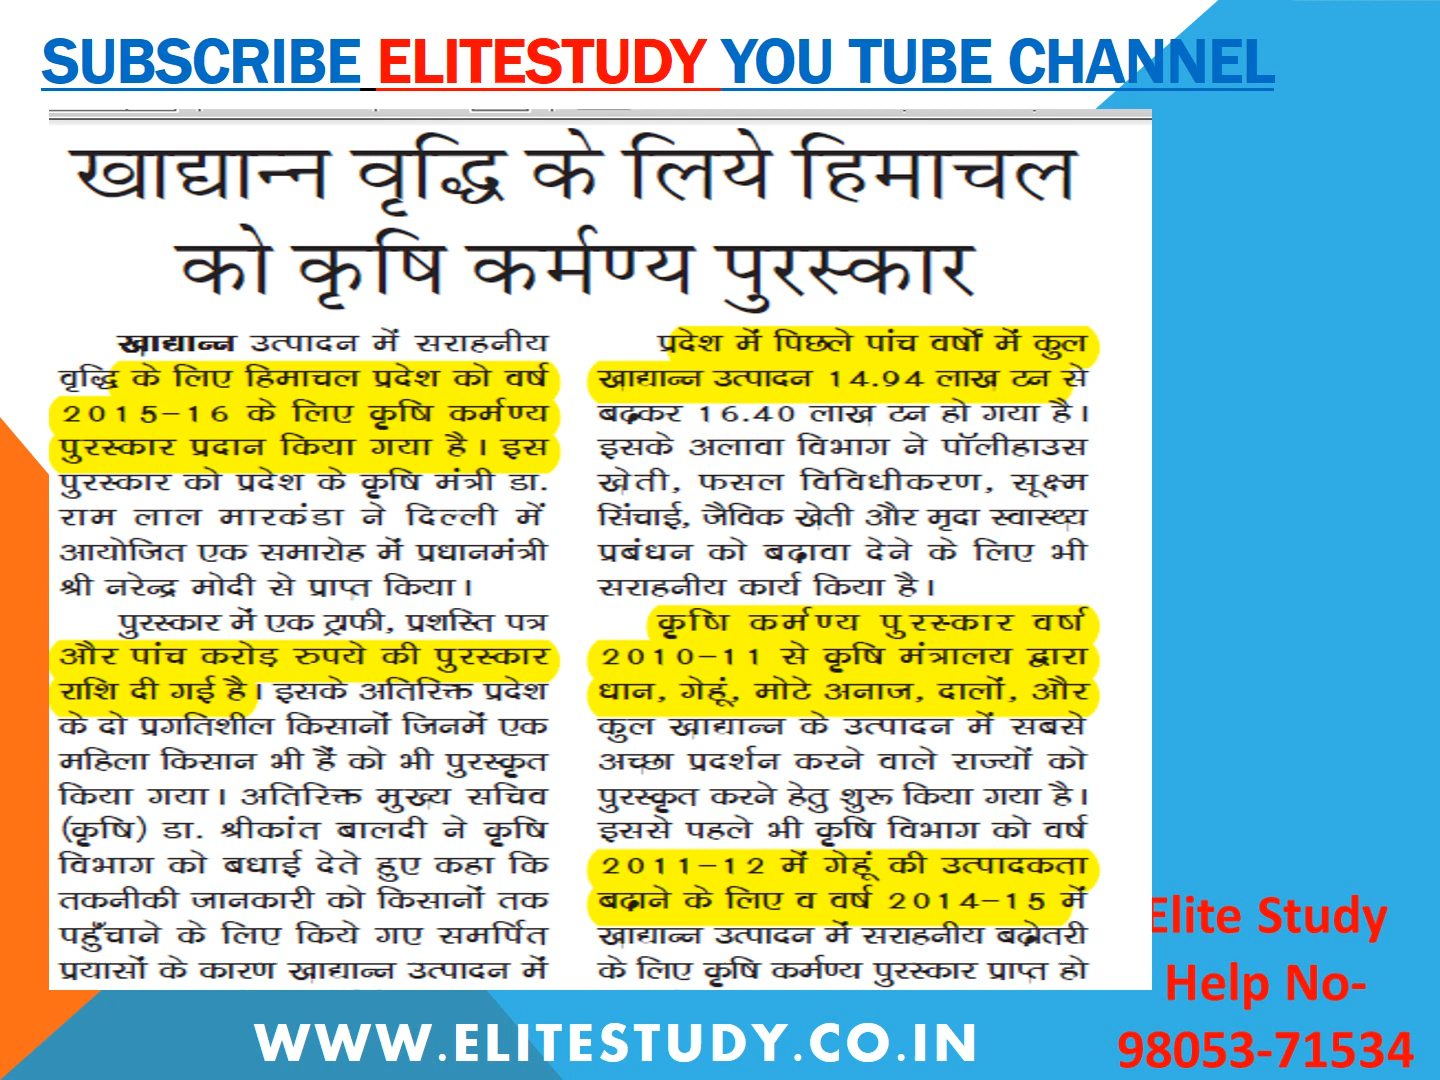 SUBSCRIBE ELITESTUDY YOU TUBE CHANNEL
खाद्यान्न वृद्धि के लिये हिमाचल
को कृषि कर्मण्य पुरस्कार
खाद्यान्न उत्पादन में सराहनीय
वृद्धि के लिए हिमाचल प्रदेश को वर्ष
2015-16 के लिए कृषि कर्मण्य
पुरस्कार प्रदान किया गया है। इस
पुरस्कार को प्रदेश के कृषि मंत्री डा.
राम लाल मारकंडा ने दिल्ली में
आयोजित एक समारोह में प्रधानमंत्री
श्री नरेन्द्र मोदी से प्राप्त किया।
पुरस्कार में एक ट्राफी, प्रशस्ति पत्र
और पांच करोड़ रुपये की पुरस्कार
राशि दी गई है। इसके अतिरिक्त प्रदेश
के दो प्रगतिशील किसानों जिनमें एक
महिला किसान भी हैं को भी पुरस्कृत
किया गया। अतिरिक्त मुख्य सचिव
(कृषि) डा. श्रीकांत बालदी ने कृषि
विभाग को बधाई देते हुए कहा कि
तकनीकी जानकारी को किसानों तक
पहुँचाने के लिए किये गए समर्पित
प्रयासों के कारण खाद्यान्न उत्पादन में
प्रदेश में पिछले पांच वर्षों में कुल
खाद्यान्न उत्पादन 14.94 लाख टन से
बढ़कर 16.40 लाख टन हो गया है।
इसके अलावा विभाग ने पॉलीहाउस
खेती, फसल विविधीकरण, सूक्ष्म
सिंचाई, जैविक खेती और मृदा स्वास्थ्य
प्रबंधन को बढ़ावा देने के लिए भी
सराहनीय कार्य किया है।
कृषि कर्मण्य पुरस्कार वर्ष
2010-11 से कृषि मंत्रालय द्वारा
धान, गेहूं, मोटे अनाज, दालों, और
कुल खाद्यान्न के उत्पादन में सबसे
अच्छा प्रदर्शन करने वाले राज्यों को
पुरस्कृत करने हेतु शुरू किया गया है।
इससे पहले भी कृषि विभाग को वर्ष
2011-12 में गेहूं की उत्पादकता
बढ़ाने के लिए व वर्ष 2014-15 में
खाद्यान्न उत्पादन में सराहनीय बढ़ोतरी
के लिए कृषि कर्मण्य पुरस्कार प्राप्त हो
Elite Study
Help No-
98053-71534
WWW.ELITESTUDY.CO.IN